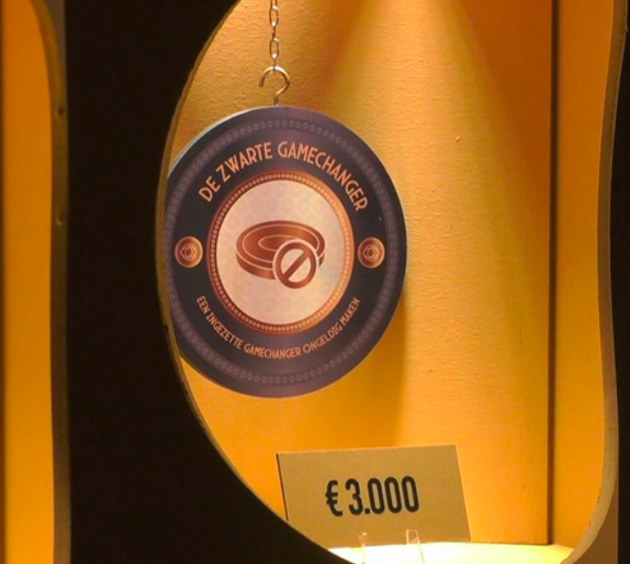 DE ZWARTE GAMECHANGER
EEN INGEZETTE GAMECHANGER ONGELDIG MAKEN
€3.000